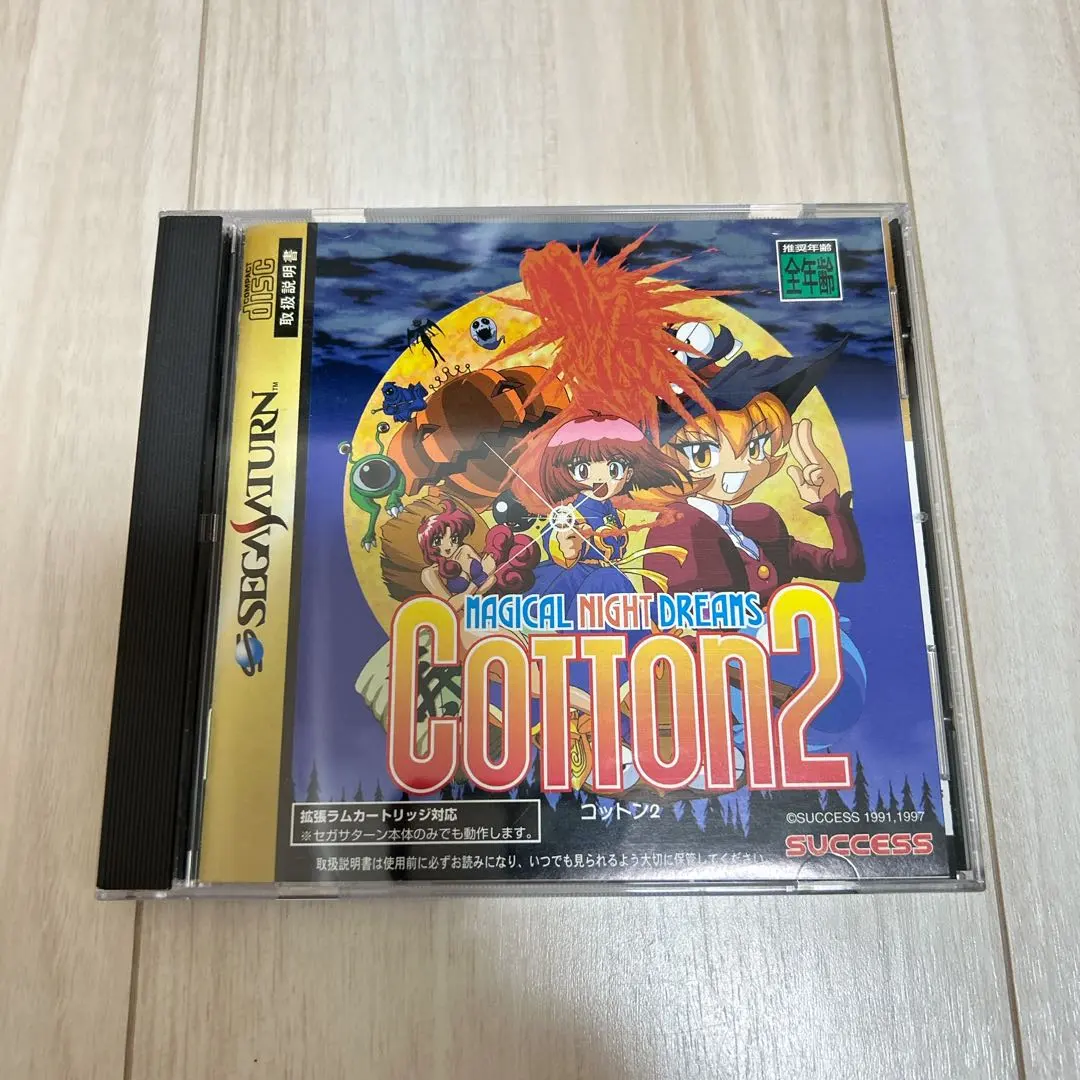 COMPACT
disc
取扱説明書
SEGA SATURN™
推奨年齢
全年齢
MAGICAL NIGHT DREAMS
COTTON2
コットン2
拡張ラムカートリッジ対応
※セガサターン本体のみでも動作します。
©SUCCESS 1991,1997
SUCCESS
取扱説明書は使用前に必ずお読みになり、いつでも見られるよう大切に保管してください。